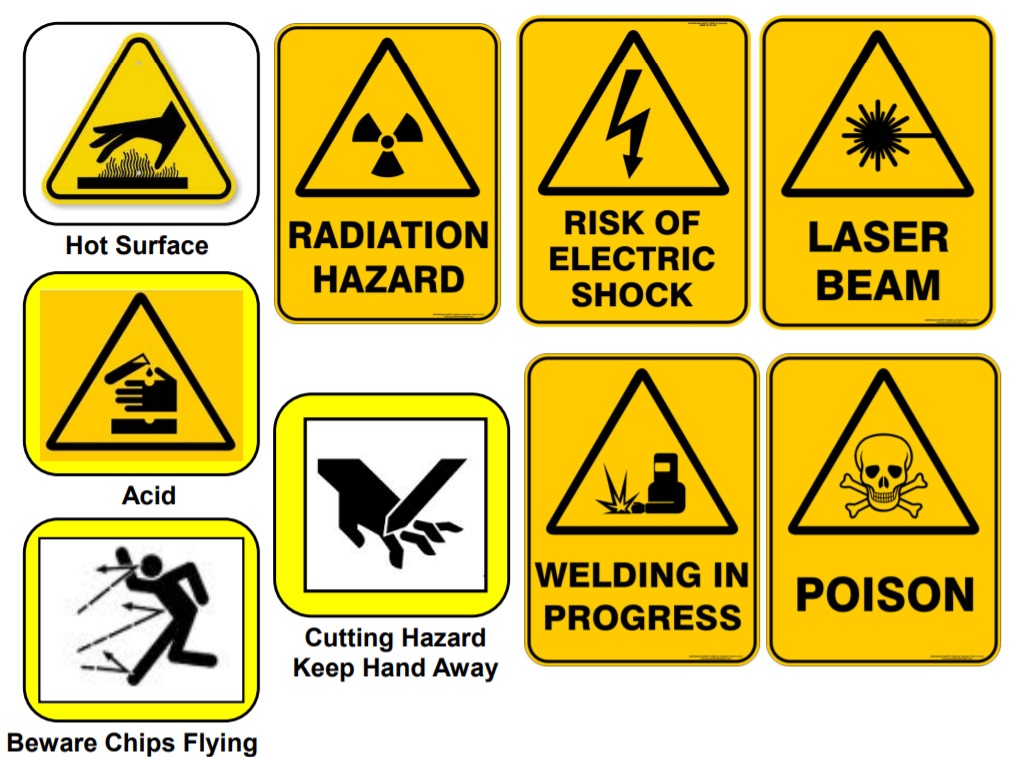 Hot Surface
RADIATION
HAZARD
RISK OF
ELECTRIC
SHOCK
LASER
BEAM
Acid
Cutting Hazard
Keep Hand Away
WELDING IN
PROGRESS
POISON
Beware Chips Flying